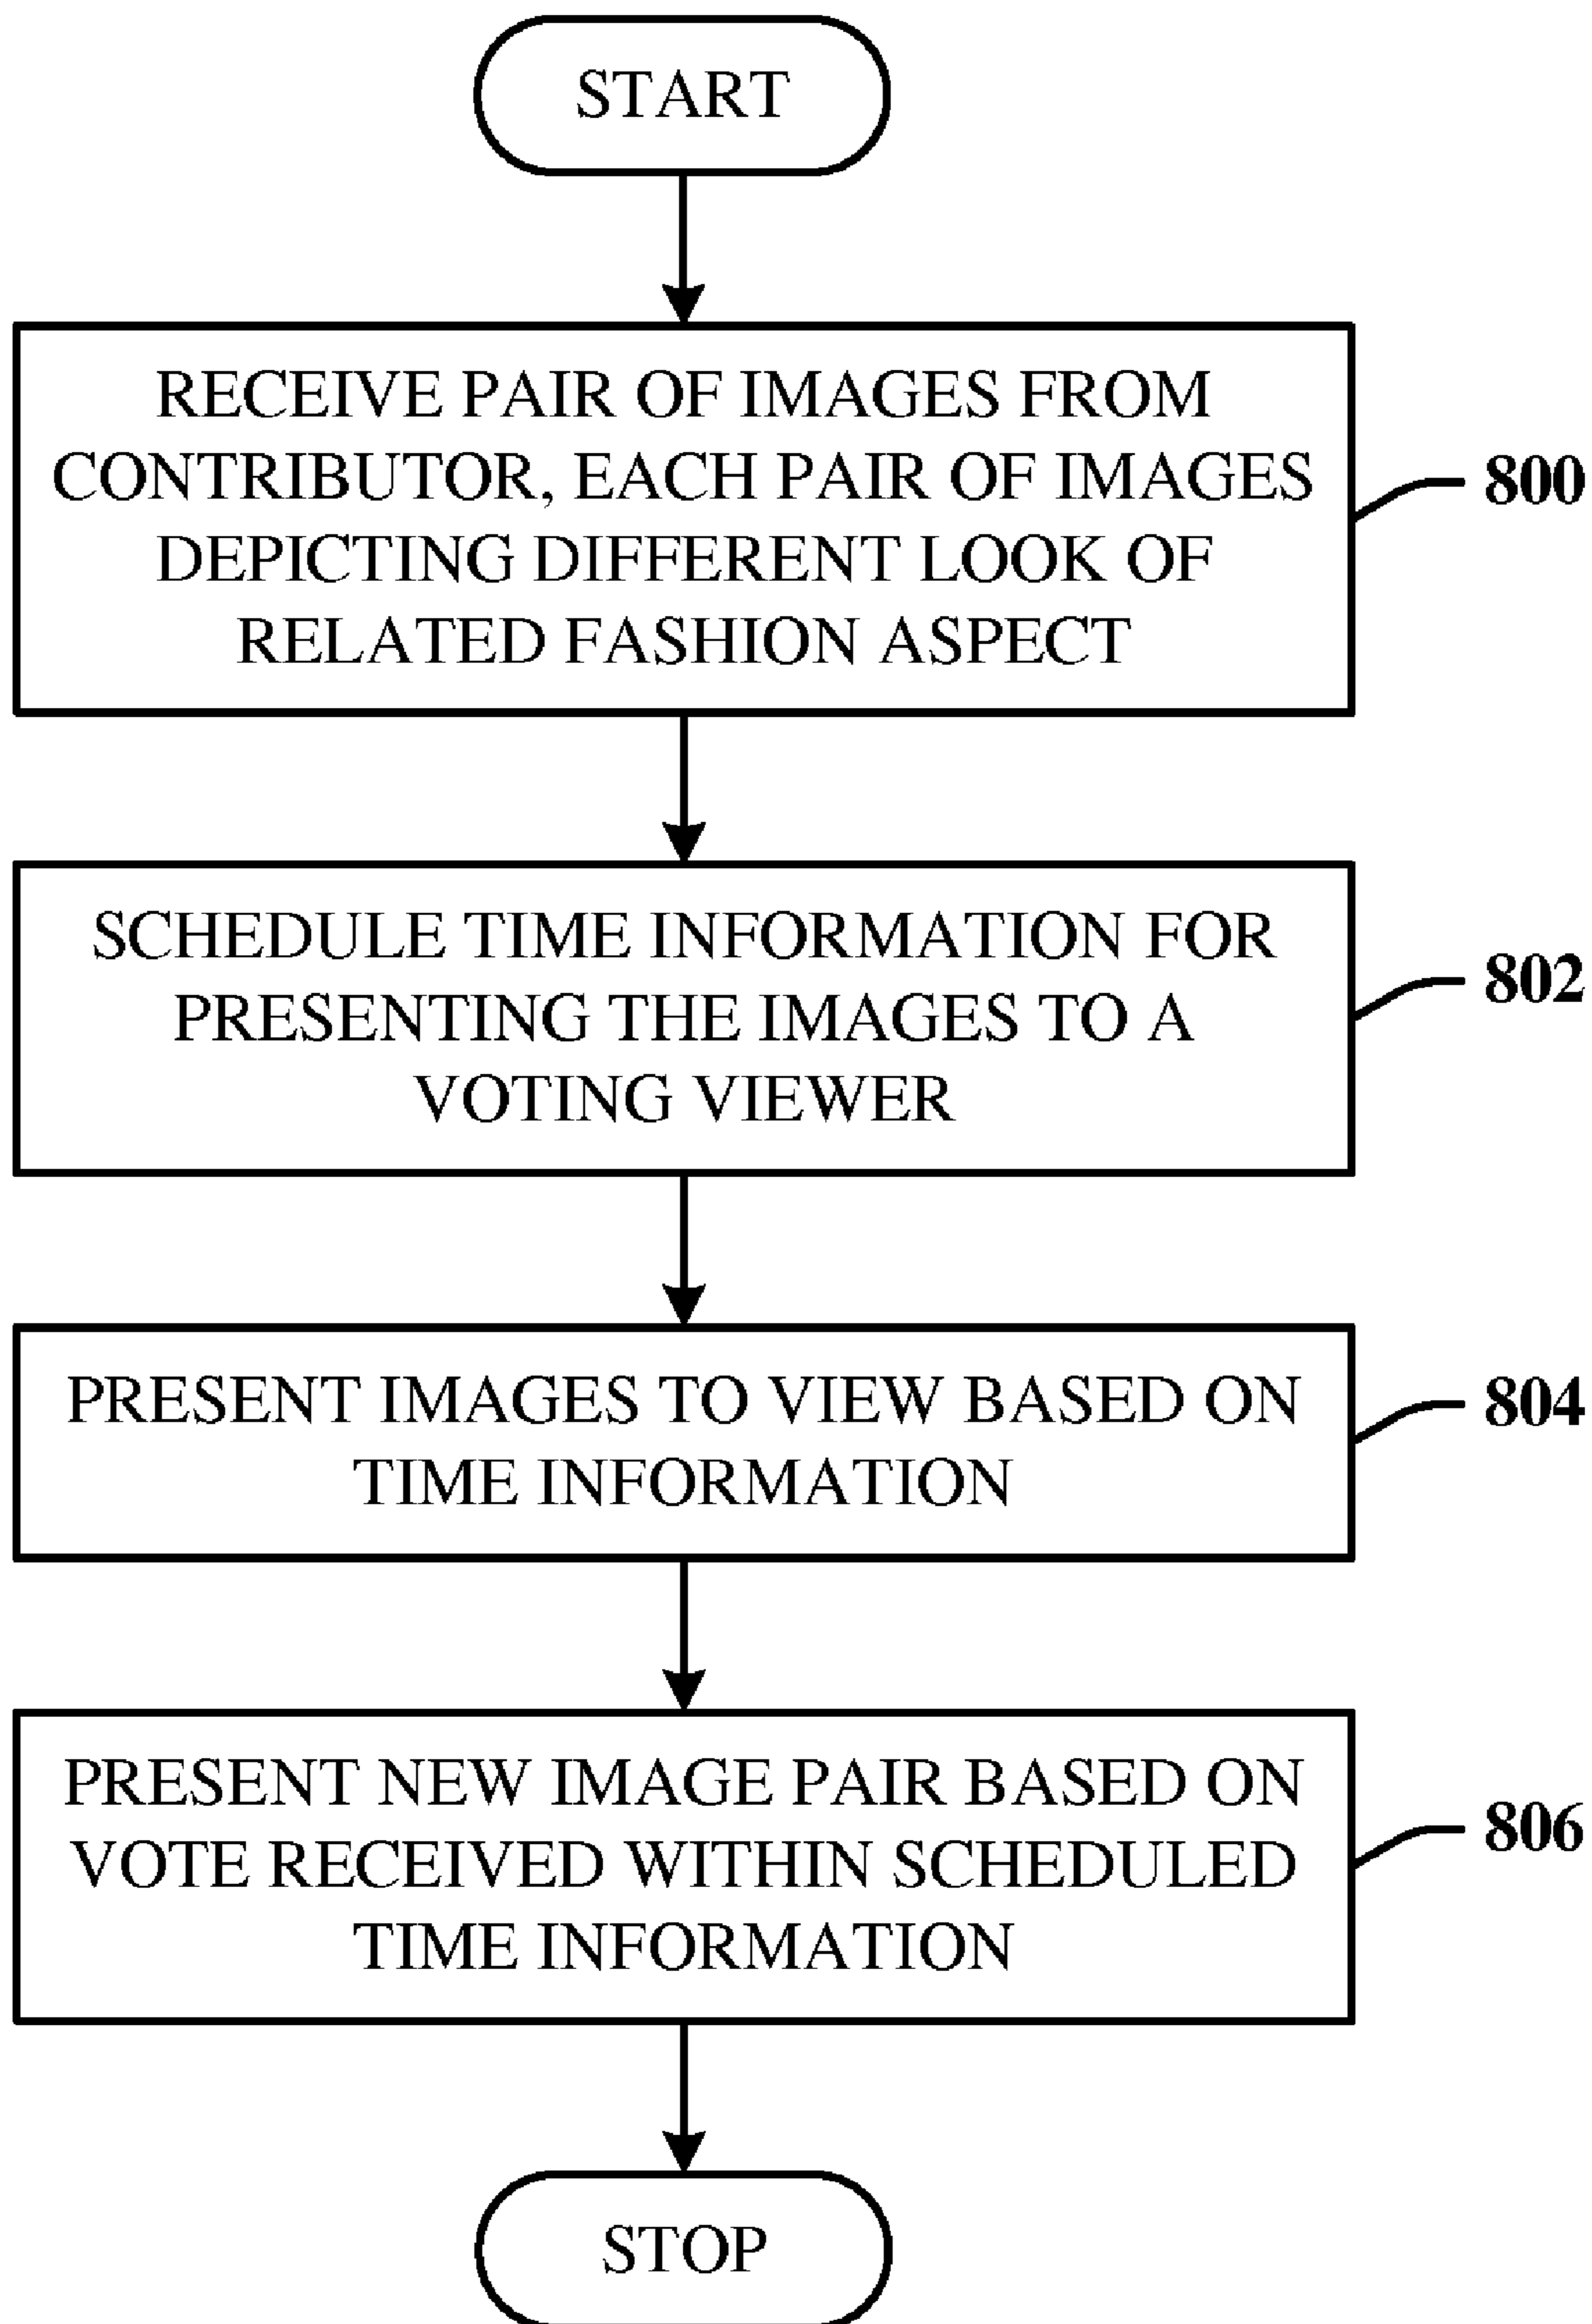 START
RECEIVE PAIR OF IMAGES FROM
CONTRIBUTOR, EACH PAIR OF IMAGES
DEPICTING DIFFERENT LOOK OF
RELATED FASHION ASPECT
800
SCHEDULE TIME INFORMATION FOR
PRESENTING THE IMAGES TO A
VOTING VIEWER
802
PRESENT IMAGES TO VIEW BASED ON
TIME INFORMATION
804
PRESENT NEW IMAGE PAIR BASED ON
VOTE RECEIVED WITHIN SCHEDULED
TIME INFORMATION
806
STOP